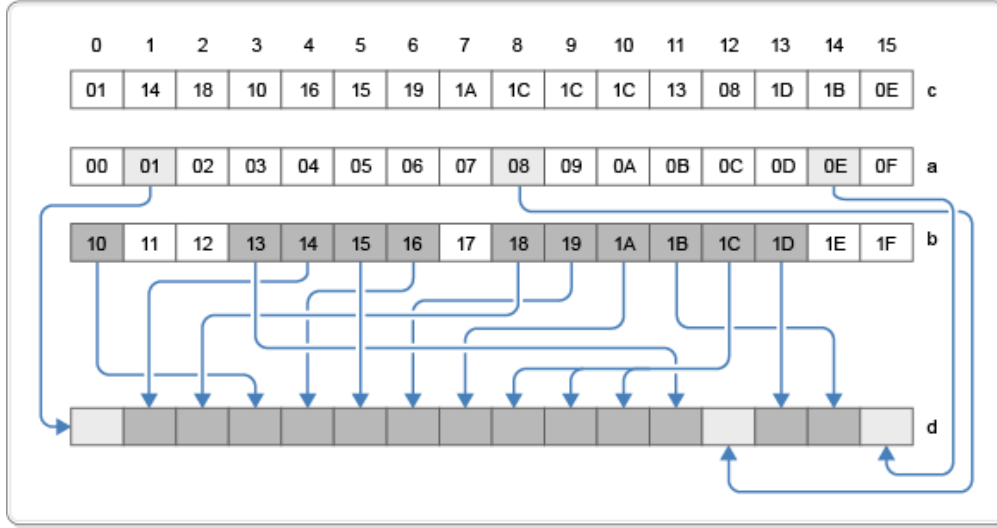 0 1 2 3 4 5 6 7 8 9 10 11 12 13 14 15
01 14 18 10 16 15 19 1A 1C 1C 1C 13 08 1D 1B 0E c
00 01 02 03 04 05 06 07 08 09 0A 0B 0C 0D 0E 0F a
10 11 12 13 14 15 16 17 18 19 1A 1B 1C 1D 1E 1F b
d